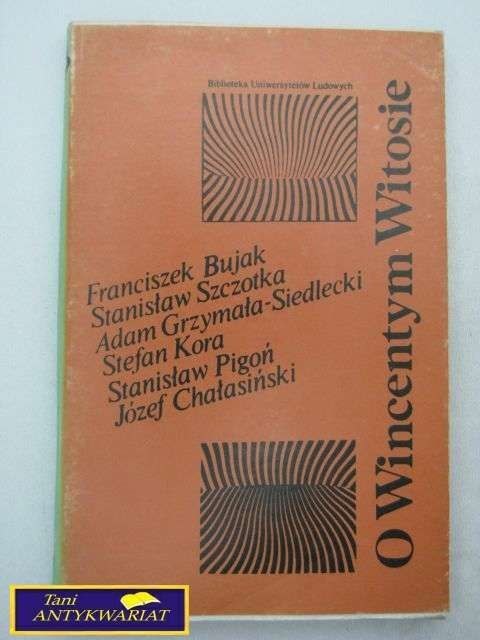 Biblioteka Uniwersytetów Ludowych
Franciszek Bujak
Stanisław Szczotka
Adam Grzymała-Siedlecki
Stefan Kora
Stanisław Pigoń
Józef Chałasiński
O Wincentym Witosie
Tani
ANTYKWARIAT